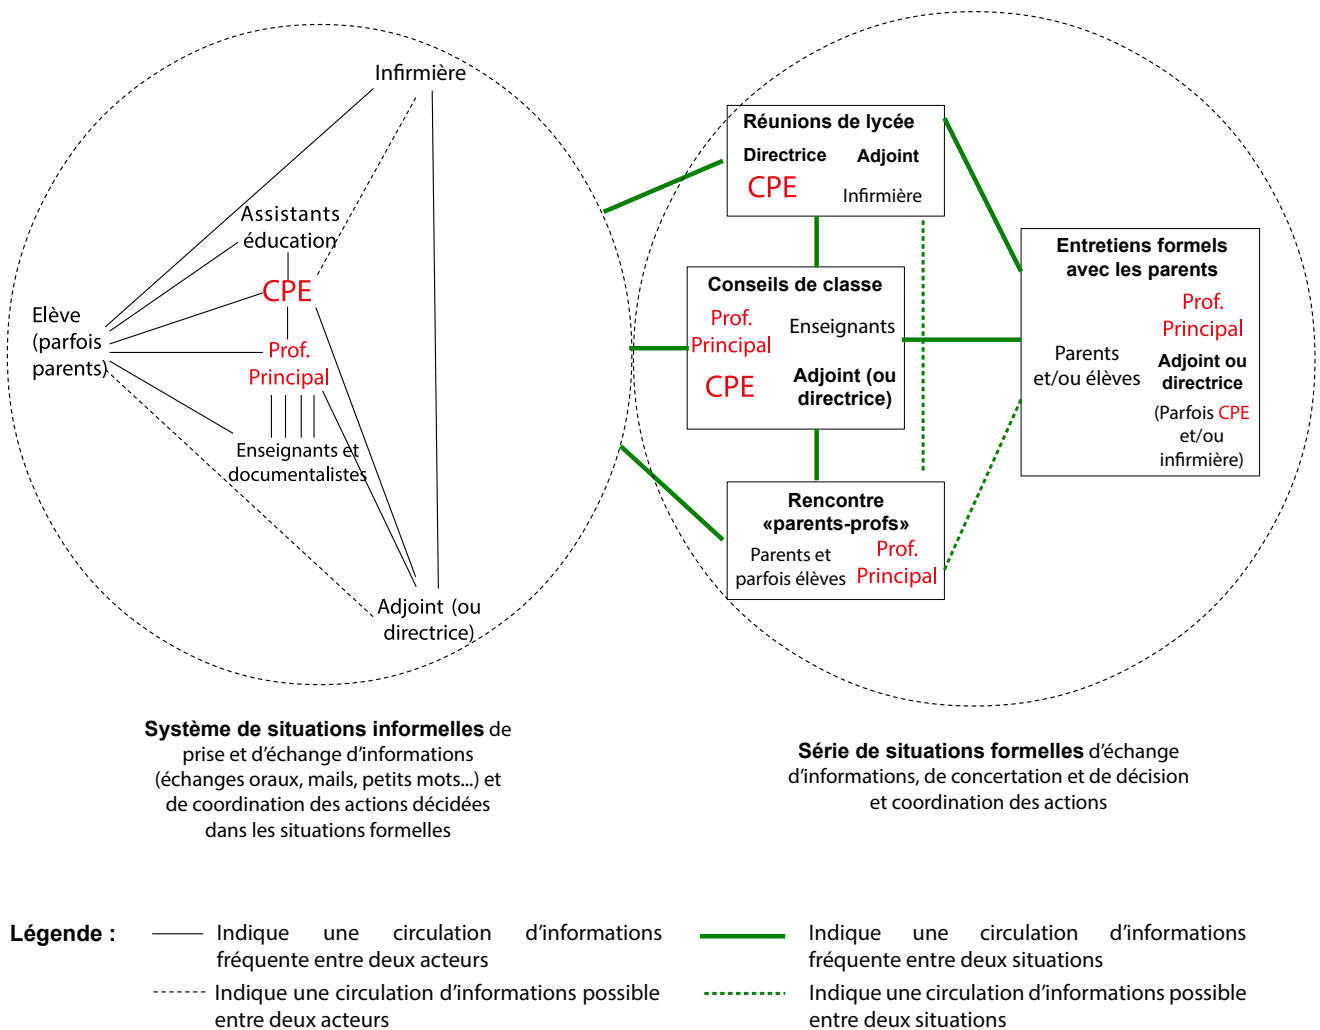 Infirmière
Assistants
éducation
CPE
Elève
(parfois
parents)
Prof.
Principal
Enseignants et
documentalistes
Adjoint (ou
directrice)
Réunions de lycée
Directrice Adjoint
CPE Infirmière
Conseils de classe
Prof.
Principal
Enseignants
CPE
Adjoint (ou
directrice)
Rencontre
«parents-profs»
Parents et
parfois élèves
Prof.
Principal
Entretiens formels
avec les parents
Prof.
Principal
Parents
et/ou élèves
Adjoint ou
directrice
(Parfois CPE
et/ou
infirmière)
Système de situations informelles de
prise et d'échange d'informations
(échanges oraux, mails, petits mots...) et
de coordination des actions décidées
dans les situations formelles
Série de situations formelles d'échange
d'informations, de concertation et de décision
et coordination des actions
Légende :
Indique une circulation d'informations
fréquente entre deux acteurs
Indique une circulation d'informations possible
entre deux acteurs
Indique une circulation d'informations
fréquente entre deux situations
Indique une circulation d'informations possible
entre deux situations